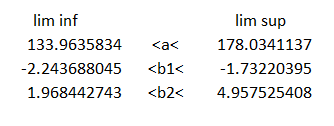 lim inf lim sup
133.9635834 <a< 178.0341137
-2.243688045 <b1< -1.73220395
1.968442743 <b2< 4.957525408